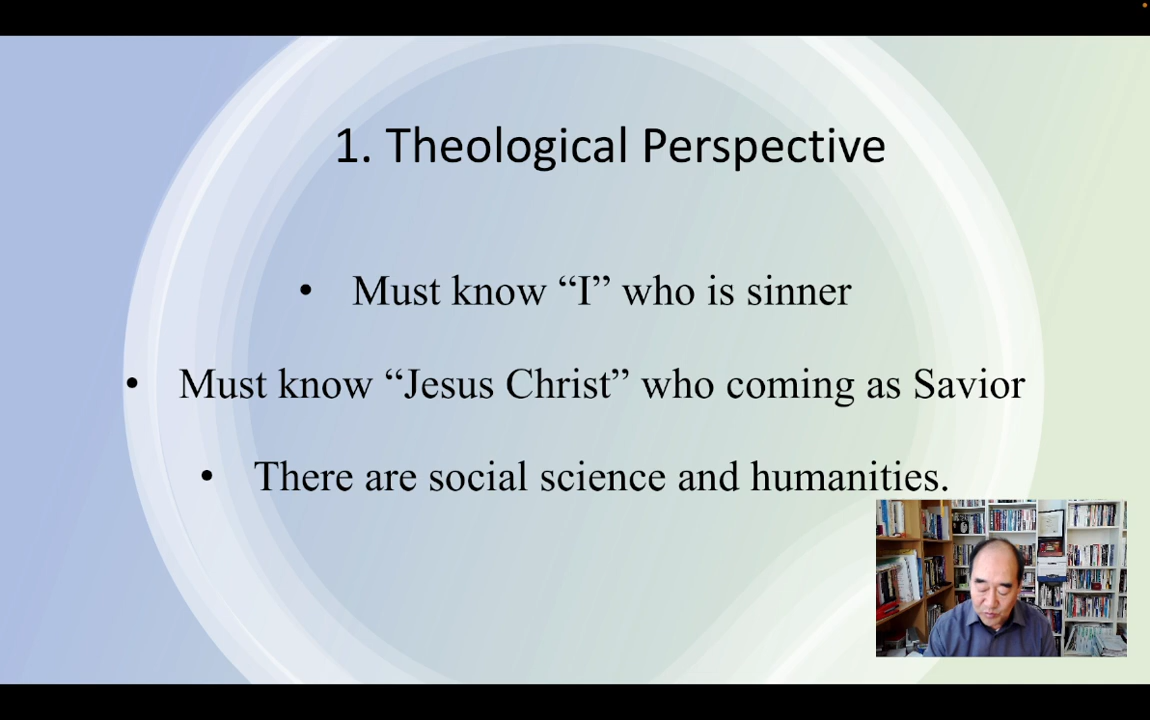 1. Theological Perspective
• Must know “I” who is sinner
• Must know “Jesus Christ” who coming as Savior
• There are social science and humanities.